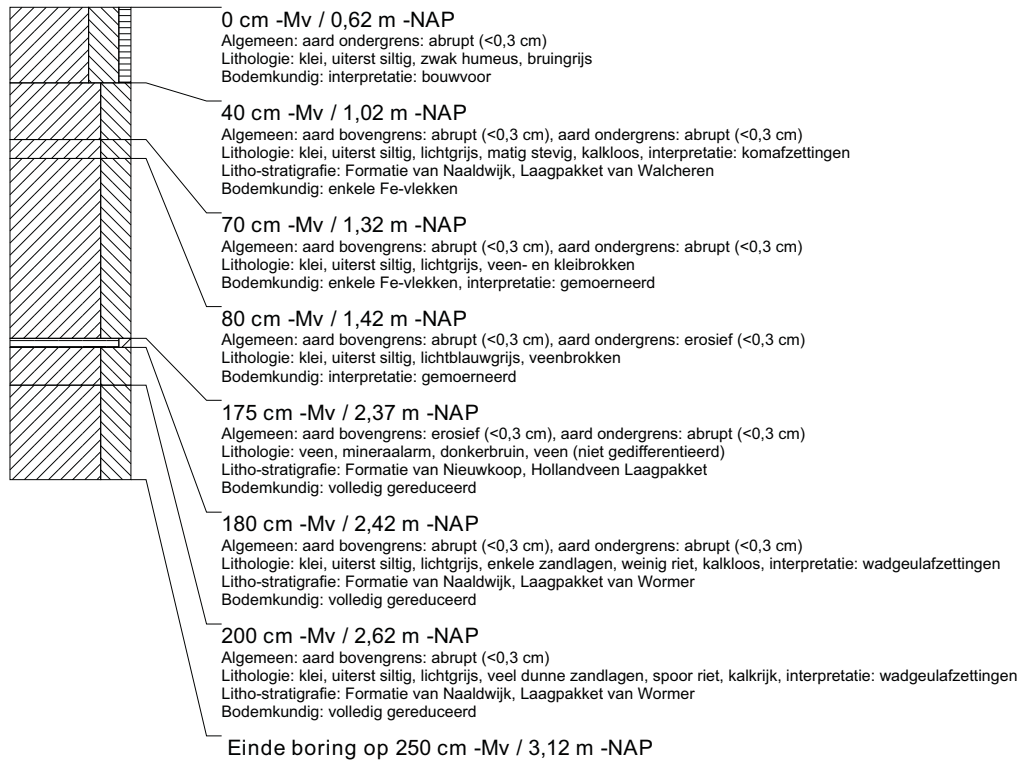 0 cm -Mv / 0,62 m -NAP
Algemeen: aard ondergrens: abrupt (<0,3 cm)
Lithologie: klei, uiterst siltig, zwak humeus, bruingrijs
Bodemkundig: interpretatie: bouwvoor
40 cm -Mv / 1,02 m -NAP
Algemeen: aard bovengrens: abrupt (<0,3 cm), aard ondergrens: abrupt (<0,3 cm)
Lithologie: klei, uiterst siltig, lichtgrijs, matig stevig, kalkloos, interpretatie: komafzettingen
Litho-stratigrafie: Formatie van Naaldwijk, Laagpakket van Walcheren
Bodemkundig: enkele Fe-vlekken
70 cm -Mv / 1,32 m -NAP
Algemeen: aard bovengrens: abrupt (<0,3 cm), aard ondergrens: abrupt (<0,3 cm)
Lithologie: klei, uiterst siltig, lichtgrijs, veen- en kleibrokken
Bodemkundig: enkele Fe-vlekken, interpretatie: gemoerneerd
80 cm -Mv / 1,42 m -NAP
Algemeen: aard bovengrens: abrupt (<0,3 cm), aard ondergrens: erosief (<0,3 cm)
Lithologie: klei, uiterst siltig, lichtblauwgrijs, veenbrokken
Bodemkundig: interpretatie: gemoerneerd
175 cm -Mv / 2,37 m -NAP
Algemeen: aard bovengrens: erosief (<0,3 cm), aard ondergrens: abrupt (<0,3 cm)
Lithologie: veen, mineraalarm, donkerbruin, veen (niet gedifferentieerd)
Litho-stratigrafie: Formatie van Nieuwkoop, Hollandveen Laagpakket
Bodemkundig: volledig gereduceerd
180 cm -Mv / 2,42 m -NAP
Algemeen: aard bovengrens: abrupt (<0,3 cm), aard ondergrens: abrupt (<0,3 cm)
Lithologie: klei, uiterst siltig, lichtgrijs, enkele zandlagen, weinig riet, kalkloos, interpretatie: wadgeulafzettingen
Litho-stratigrafie: Formatie van Naaldwijk, Laagpakket van Wormer
Bodemkundig: volledig gereduceerd
200 cm -Mv / 2,62 m -NAP
Algemeen: aard bovengrens: abrupt (<0,3 cm)
Lithologie: klei, uiterst siltig, lichtgrijs, veel dunne zandlagen, spoor riet, kalkrijk, interpretatie: wadgeulafzettingen
Litho-stratigrafie: Formatie van Naaldwijk, Laagpakket van Wormer
Bodemkundig: volledig gereduceerd
Einde boring op 250 cm -Mv / 3,12 m -NAP